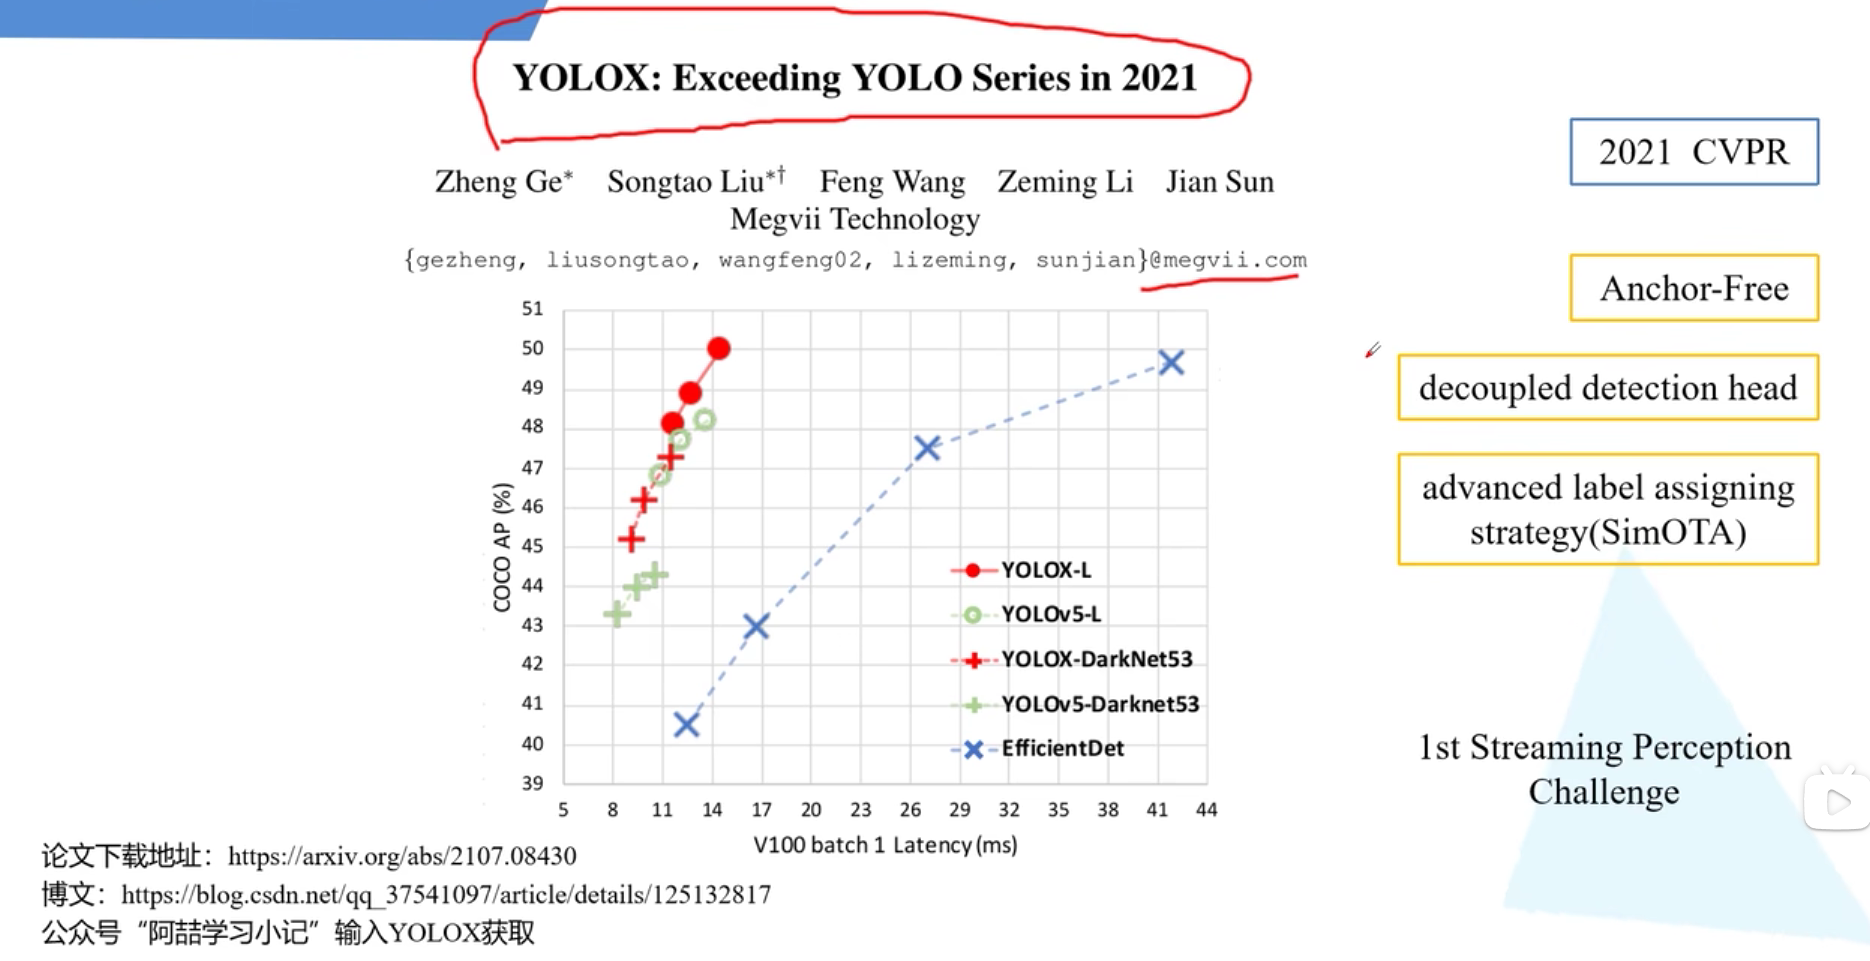 YOLOX: Exceeding YOLO Series in 2021
Zheng Ge* Songtao Liu*† Feng Wang Zeming Li Jian Sun
Megvii Technology
{gezheng, liusongtao, wangfeng02, lizeming, sunjian}@megvii.com
51
50
49
48
47
46
45
44
43
42
41
40
39
COCO AP (%)
YOLOX-L
YOLOv5-L
YOLOX-DarkNet53
YOLOv5-Darknet53
EfficientDet
5 8 11 14 17 20 23 26 29 32 35 38 41 44
V100 batch 1 Latency (ms)
2021 CVPR
Anchor-Free
decoupled detection head
advanced label assigning
strategy(SimOTA)
1st Streaming Perception
Challenge
论文下载地址：https://arxiv.org/abs/2107.08430
博文：https://blog.csdn.net/qq_37541097/article/details/125132817
公众号“阿喆学习小记”输入YOLOX获取